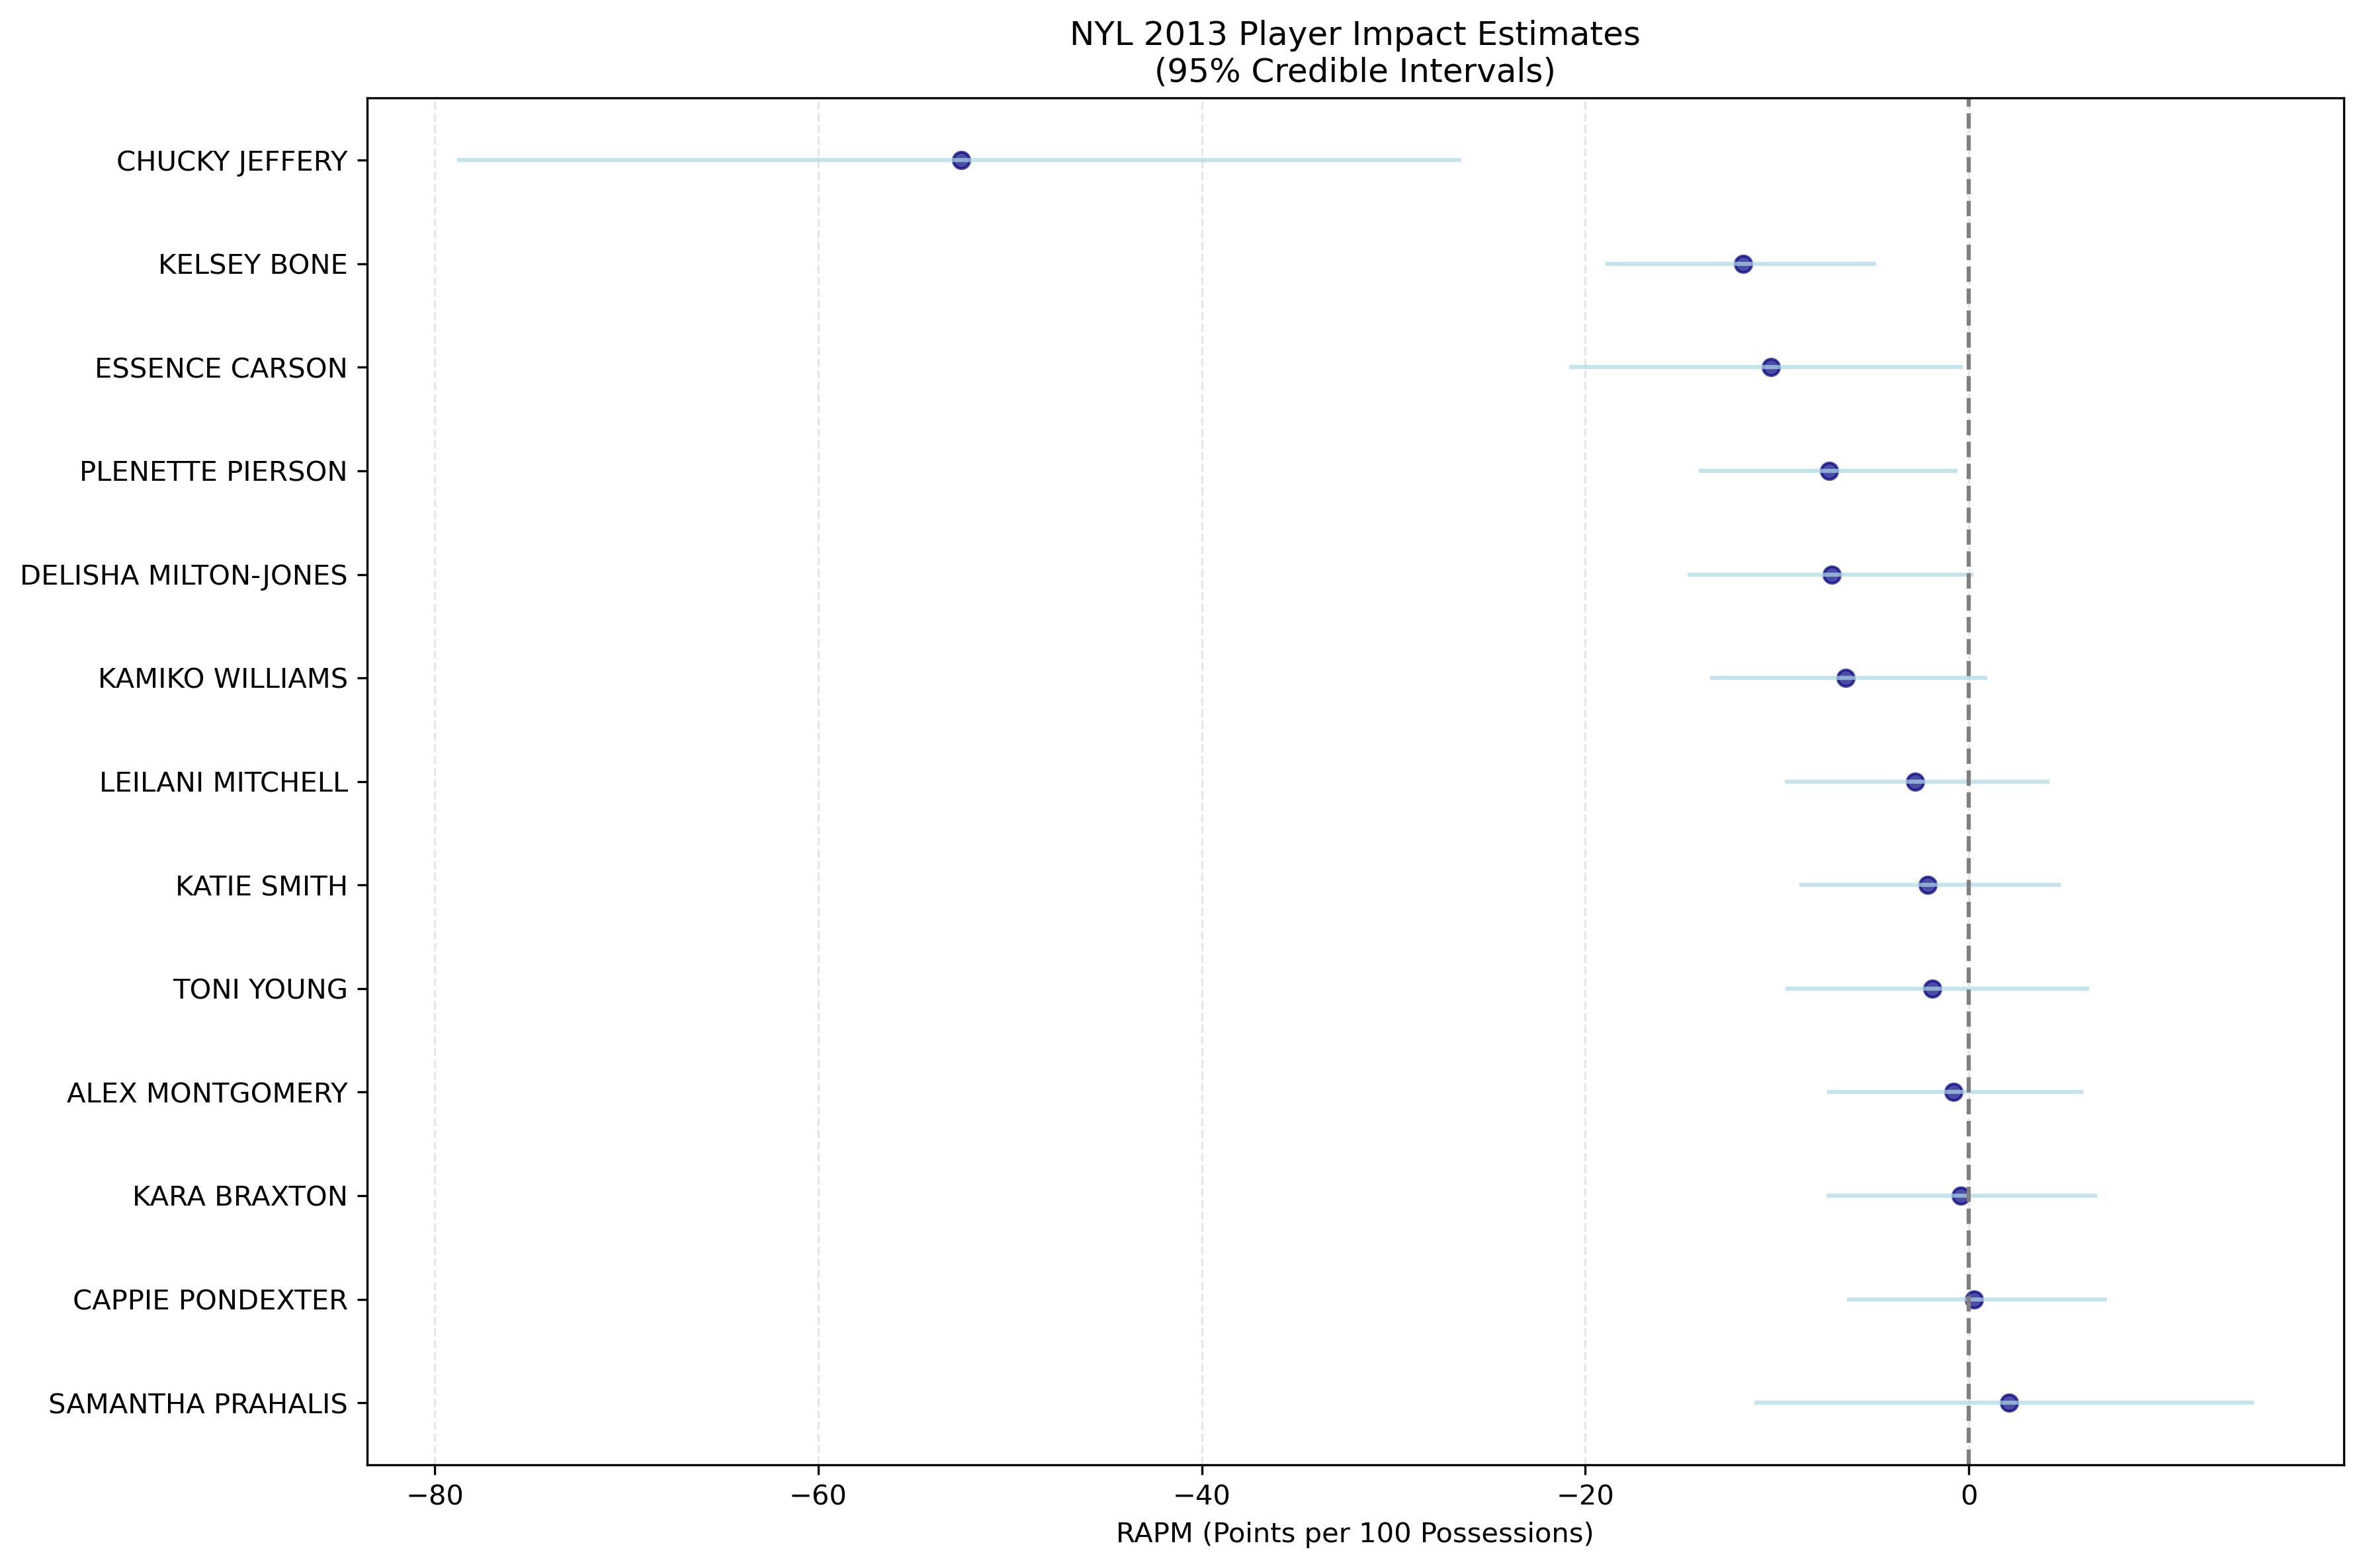 NYL 2013 Player Impact Estimates
(95% Credible Intervals)
CHUCKY JEFFERY
KELSEY BONE
ESSENCE CARSON
PLENETTE PIERSON
DELISHA MILTON-JONES
KAMIKO WILLIAMS
LEILANI MITCHELL
KATIE SMITH
TONI YOUNG
ALEX MONTGOMERY
KARA BRAXTON
CAPPIE PONDEXTER
SAMANTHA PRAHALIS
−80 −60 −40 −20 0
RAPM (Points per 100 Possessions)